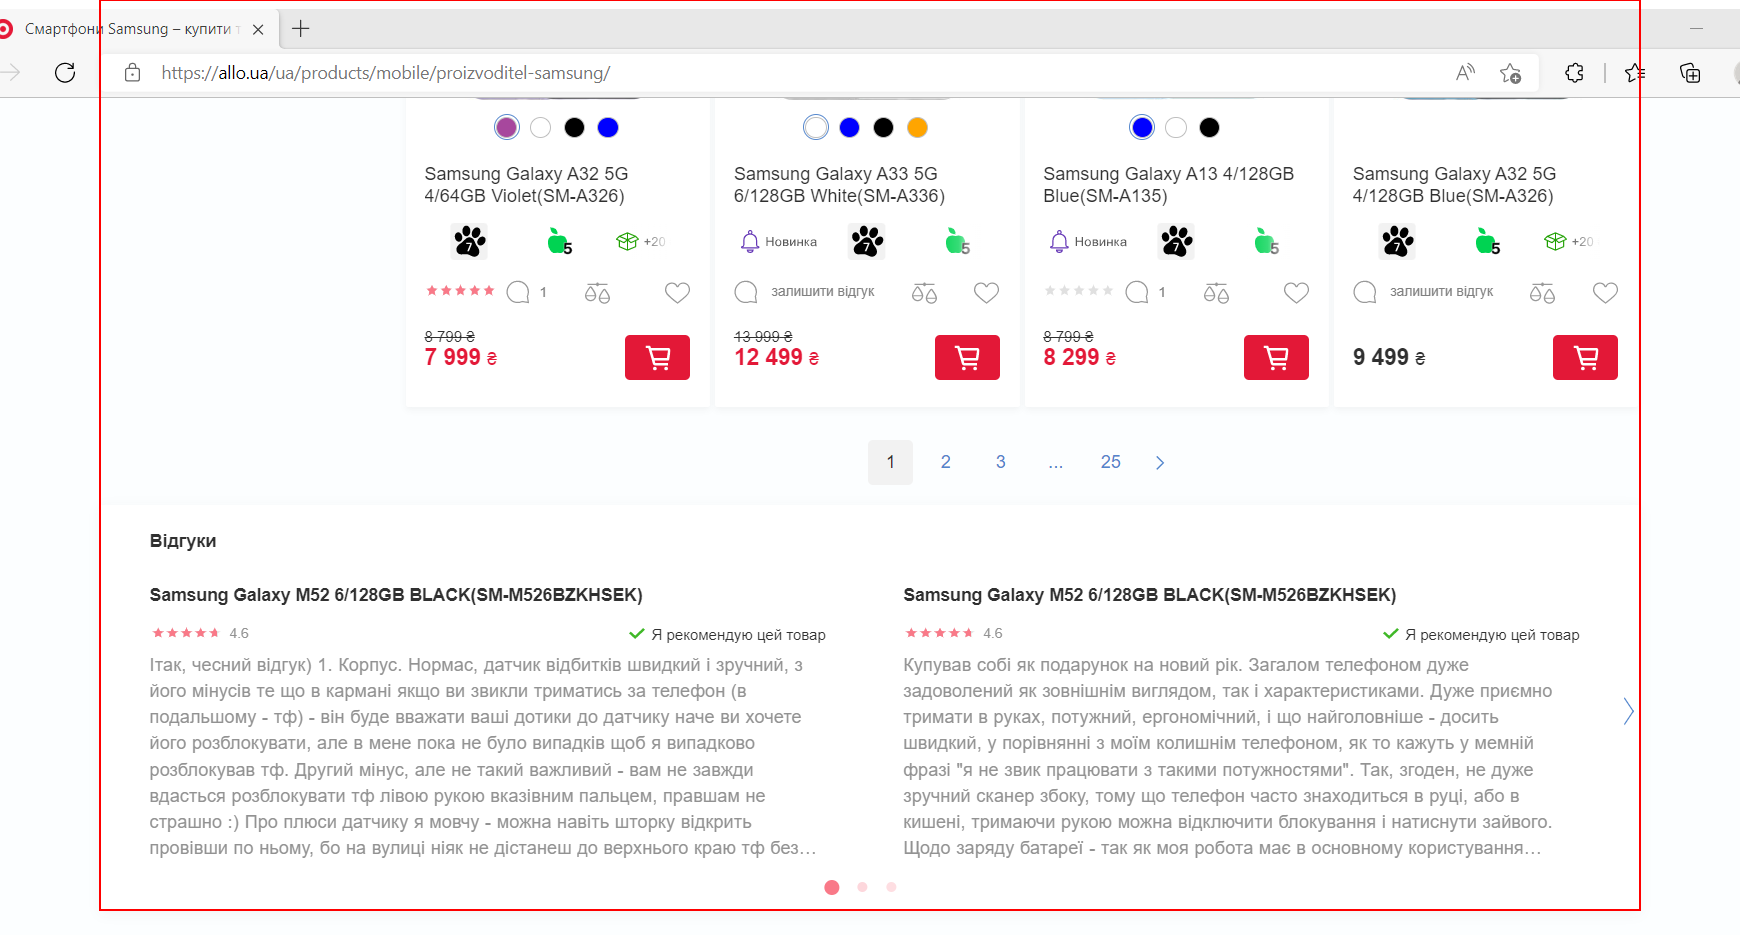 Смартфони Samsung – купити т
https://allo.ua/ua/products/mobile/proizvoditel-samsung/
Samsung Galaxy A32 5G
4/64GB Violet(SM-A326)
7
5
+20
1
8 799 ₴
7 999 ₴
Samsung Galaxy A33 5G
6/128GB White(SM-A336)
Новинка
7
5
залишити відгук
13 999 ₴
12 499 ₴
Samsung Galaxy A13 4/128GB
Blue(SM-A135)
Новинка
7
5
1
8 799 ₴
8 299 ₴
Samsung Galaxy A32 5G
4/128GB Blue(SM-A326)
7
5
+20
залишити відгук
9 499 ₴
1 2 3 ... 25
Відгуки
Samsung Galaxy M52 6/128GB BLACK(SM-M526BZKHSEK)
4.6
Я рекомендую цей товар
Ітак, чесний відгук) 1. Корпус. Нормас, датчик відбитків швидкий і зручний, з
його мінусів те що в кармані якщо ви звикли триматись за телефон (в
подальшому - тф) - він буде вважати ваші дотики до датчику наче ви хочете
його розблокувати, але в мене пока не було випадків щоб я випадково
розблокував тф. Другий мінус, але не такий важливий - вам не завжди
вдасться розблокувати тф лівою рукою вказівним пальцем, правшам не
страшно :) Про плюси датчику я мовчу - можна навіть шторку відкрить
провівши по ньому, бо на вулиці ніяк не дістанеш до верхнього краю тф без…
Samsung Galaxy M52 6/128GB BLACK(SM-M526BZKHSEK)
4.6
Я рекомендую цей товар
Купував собі як подарунок на новий рік. Загалом телефоном дуже
задоволений як зовнішнім виглядом, так і характеристиками. Дуже приємно
тримати в руках, потужний, ергономічний, і що найголовніше - досить
швидкий, у порівнянні з моїм колишнім телефоном, як то кажуть у мемній
фразі "я не звик працювати з такими потужностями". Так, згоден, не дуже
зручний сканер збоку, тому що телефон часто знаходиться в руці, або в
кишені, тримаючи рукою можна відключити блокування і натиснути зайвого.
Щодо заряду батареї - так як моя робота має в основному користування…